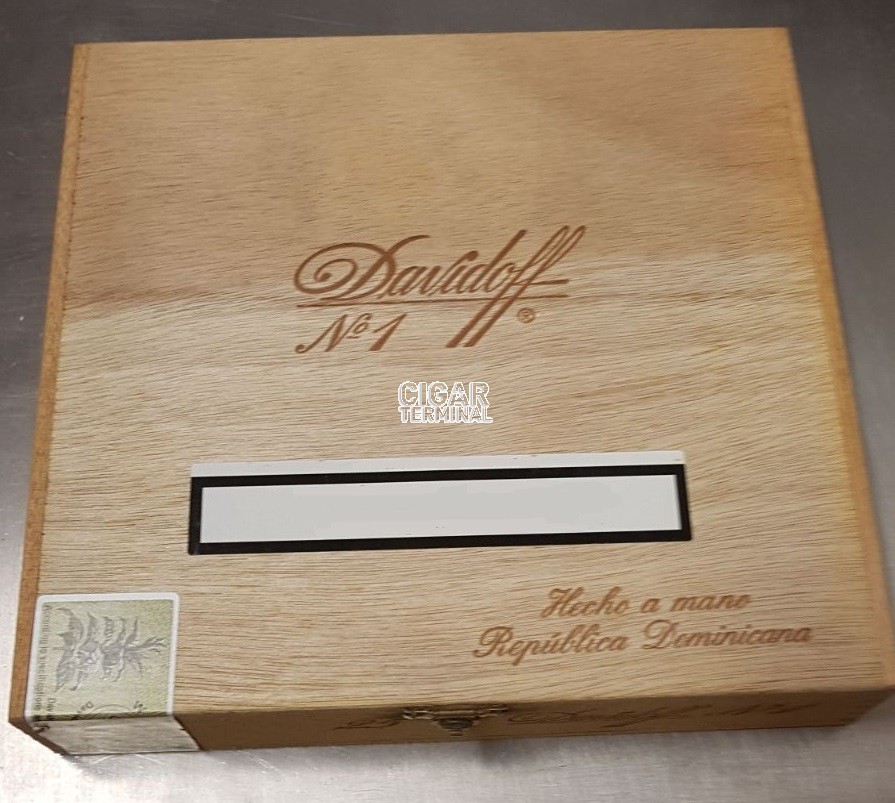 Davidoff
Nº1 ®
CIGAR
TERMINAL
Hecho a mano
República Dominicana